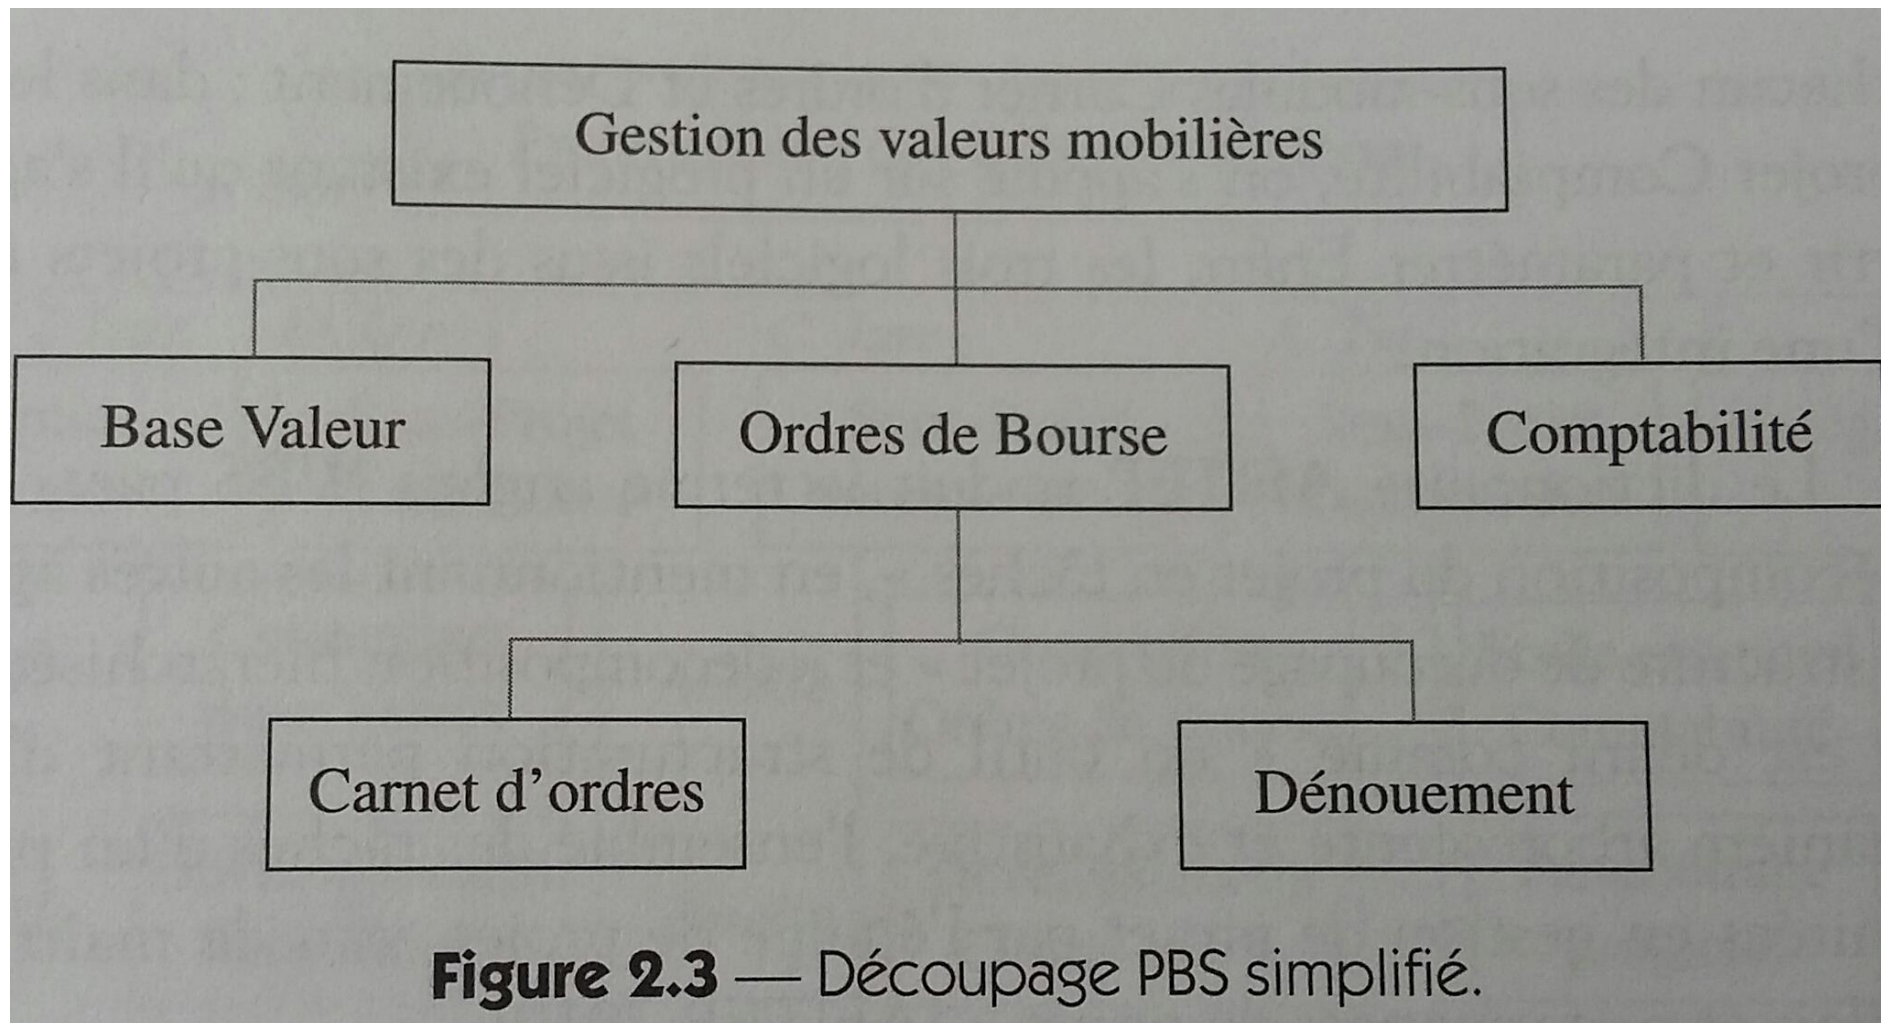 Gestion des valeurs mobilières
Base Valeur
Ordres de Bourse
Comptabilité
Carnet d’ordres
Dénouement
Figure 2.3 — Découpage PBS simplifié.